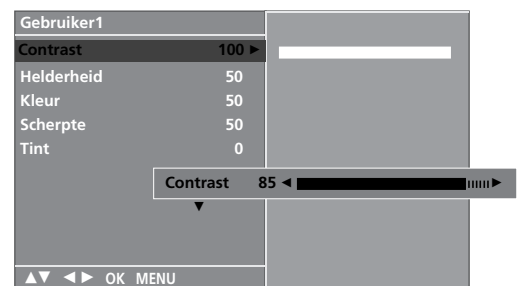 Gebruiker1
Contrast 100 ►
Helderheid 50
Kleur 50
Scherpte 50
Tint 0
Contrast 85 ◄ ►
▼
▲▼ ◄► OK MENU